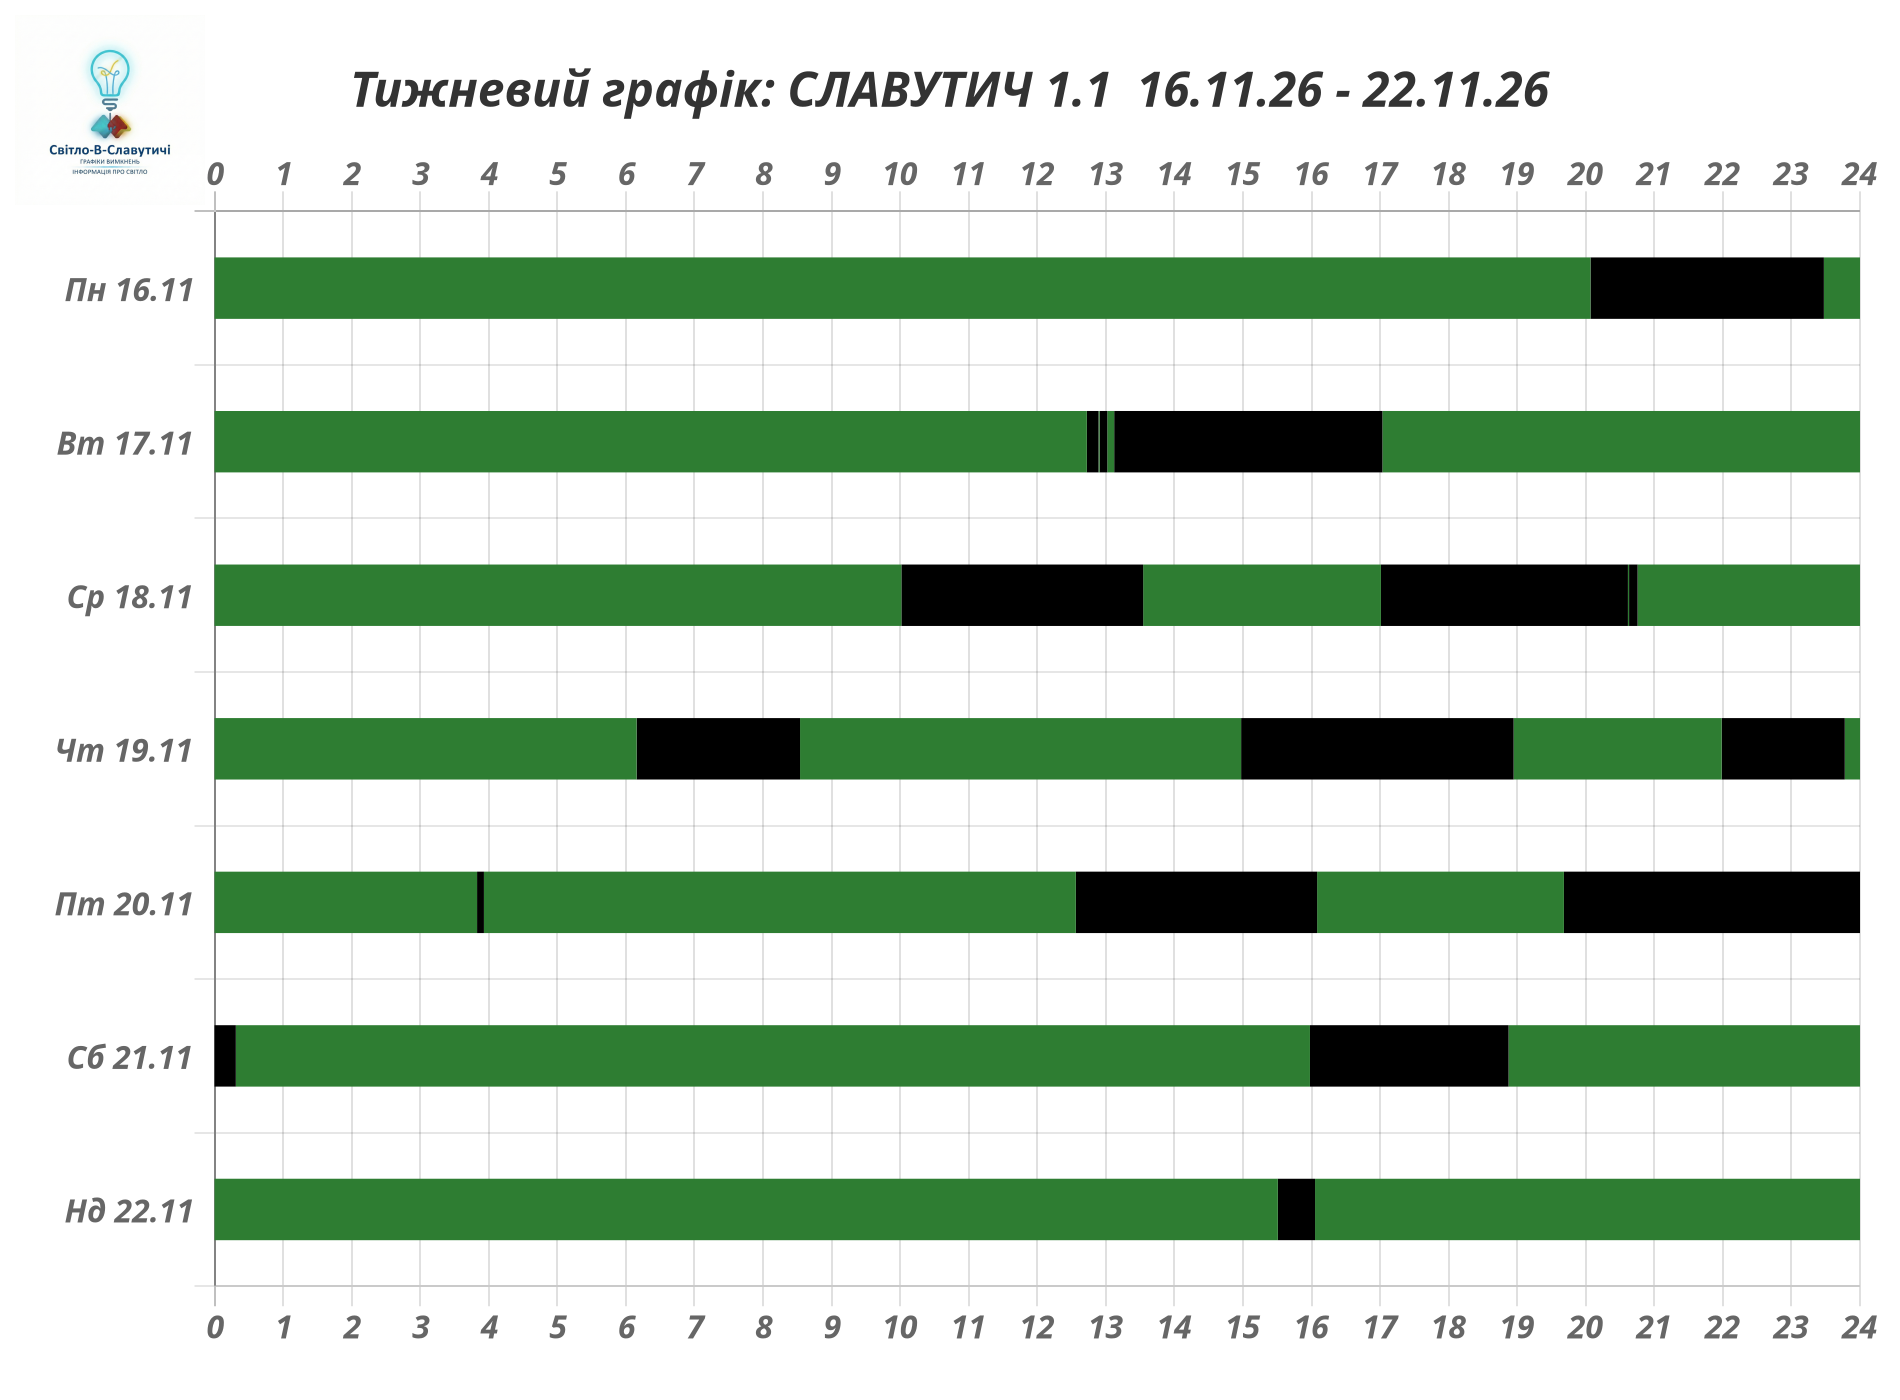 Тижневий графік: СЛАВУТИЧ 1.1 16.11.26 - 22.11.26
Світло-В-Славутичі
ГРАФІКИ ВИМКНЕНЬ
ІНФОРМАЦІЯ ПРО СВІТЛО
0 1 2 3 4 5 6 7 8 9 10 11 12 13 14 15 16 17 18 19 20 21 22 23 24
Пн 16.11
Вт 17.11
Ср 18.11
Чт 19.11
Пт 20.11
Сб 21.11
Нд 22.11
0 1 2 3 4 5 6 7 8 9 10 11 12 13 14 15 16 17 18 19 20 21 22 23 24